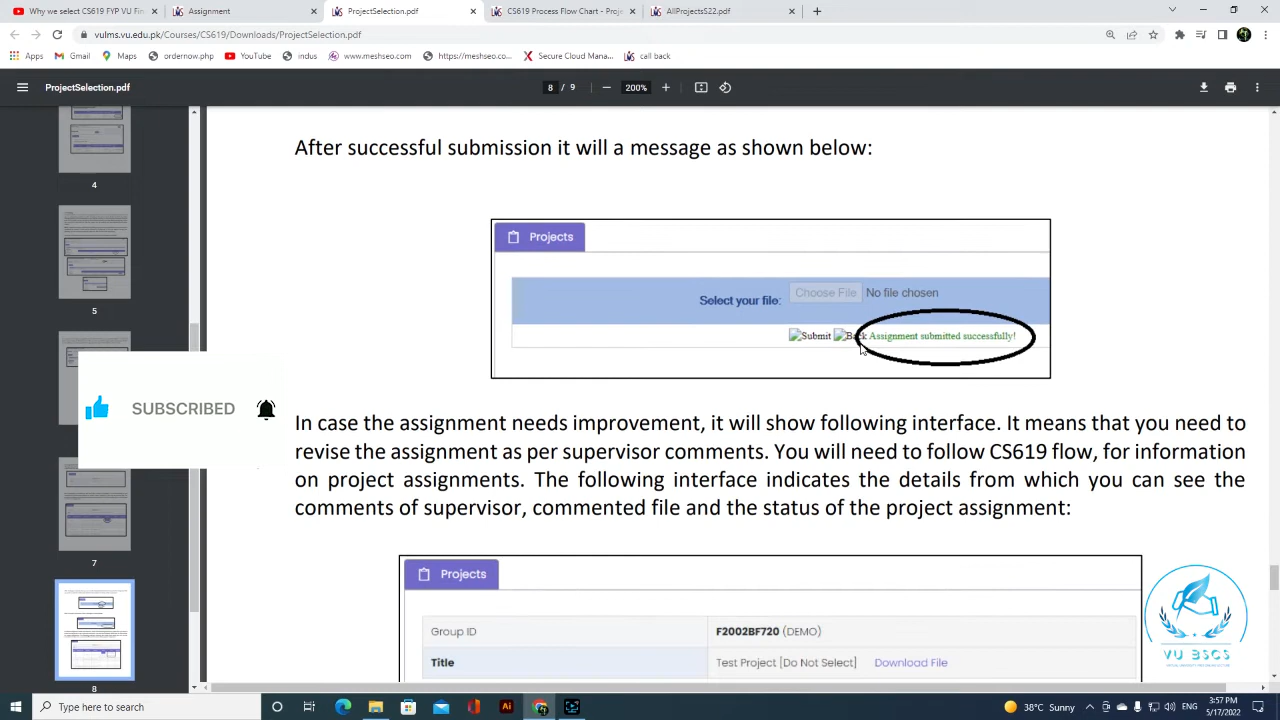 Why we select CS619 FYP VU Fin
Assignment
ProjectSelection.pdf
CS619 Process Flow Chart - Proje
AllProjectsS22.pdf
vulms.vu.edu.pk/Courses/CS619/Downloads/ProjectSelection.pdf
Apps
Gmail
Maps
ordernow.php
YouTube
indus
www.meshseo.com
https://meshseo.co...
Secure Cloud Mana...
call back
ProjectSelection.pdf
8 / 9
200%
After successful submission it will a message as shown below:
Projects
Select your file: Choose File No file chosen
Submit Back Assignment submitted successfully!
4
5
7
8
SUBSCRIBED
In case the assignment needs improvement, it will show following interface. It means that you need to
revise the assignment as per supervisor comments. You will need to follow CS619 flow, for information
on project assignments. The following interface indicates the details from which you can see the
comments of supervisor, commented file and the status of the project assignment:
Projects
Group ID F2002BF720 (DEMO)
Title Test Project [Do Not Select] Download File
VU BSCS
Type here to search
38°C Sunny
3:57 PM
5/17/2022